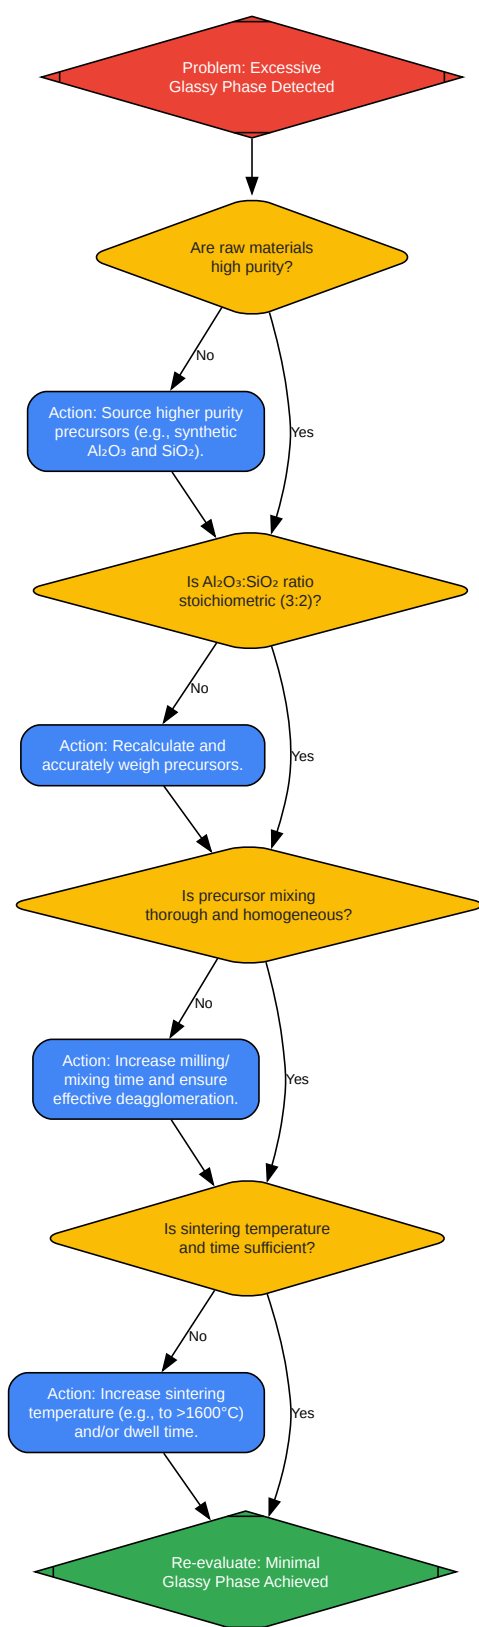 Problem: Excessive
Glassy Phase Detected
Are raw materials
high purity?
No
Yes
Action: Source higher purity
precursors (e.g., synthetic
Al₂O₃ and SiO₂).
Is Al₂O₃:SiO₂ ratio
stoichiometric (3:2)?
No
Yes
Action: Recalculate and
accurately weigh precursors.
Is precursor mixing
thorough and homogeneous?
No
Yes
Action: Increase milling/
mixing time and ensure
effective deagglomeration.
Is sintering temperature
and time sufficient?
No
Yes
Action: Increase sintering
temperature (e.g., to >1600°C)
and/or dwell time.
Re-evaluate: Minimal
Glassy Phase Achieved